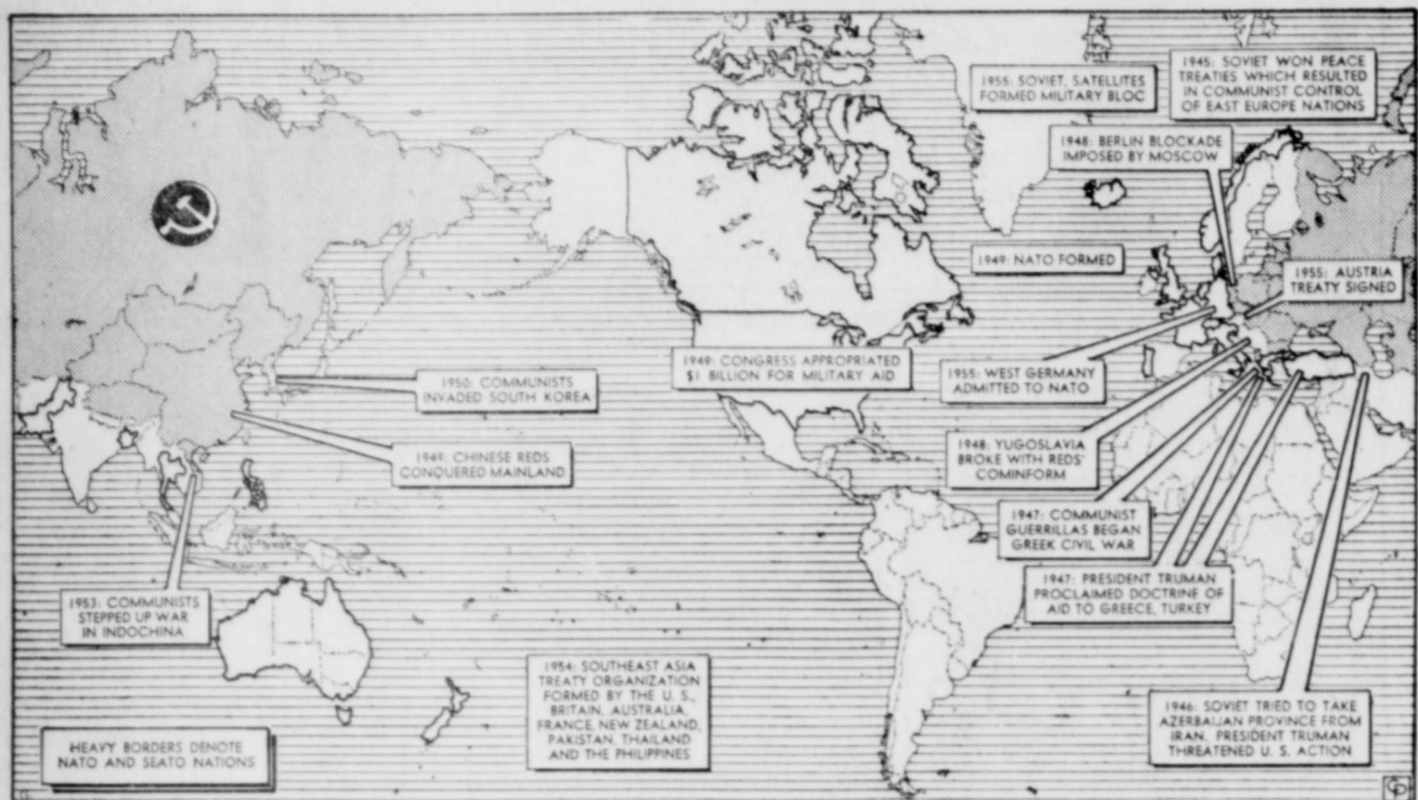 1955: SOVIET, SATELLITES
FORMED MILITARY BLOC
1945: SOVIET WON PEACE
TREATIES WHICH RESULTED
IN COMMUNIST CONTROL
OF EAST EUROPE NATIONS
1948: BERLIN BLOCKADE
IMPOSED BY MOSCOW
1949: NATO FORMED
1955: AUSTRIA
TREATY SIGNED
1949: CONGRESS APPROPRIATED
$1 BILLION FOR MILITARY AID
1955: WEST GERMANY
ADMITTED TO NATO
1950: COMMUNISTS
INVADED SOUTH KOREA
1949: CHINESE REDS
CONQUERED MAINLAND
1948: YUGOSLAVIA
BROKE WITH REDS'
COMINFORM
1947: COMMUNIST
GUERRILLAS BEGAN
GREEK CIVIL WAR
1947: PRESIDENT TRUMAN
PROCLAIMED DOCTRINE OF
AID TO GREECE, TURKEY
1953: COMMUNISTS
STEPPED UP WAR
IN INDOCHINA
1954: SOUTHEAST ASIA
TREATY ORGANIZATION
FORMED BY THE U. S.,
BRITAIN, AUSTRALIA,
FRANCE, NEW ZEALAND,
PAKISTAN, THAILAND
AND THE PHILIPPINES
1946: SOVIET TRIED TO TAKE
AZERBAIJAN PROVINCE FROM
IRAN, PRESIDENT TRUMAN
THREATENED U. S. ACTION
HEAVY BORDERS DENOTE
NATO AND SEATO NATIONS